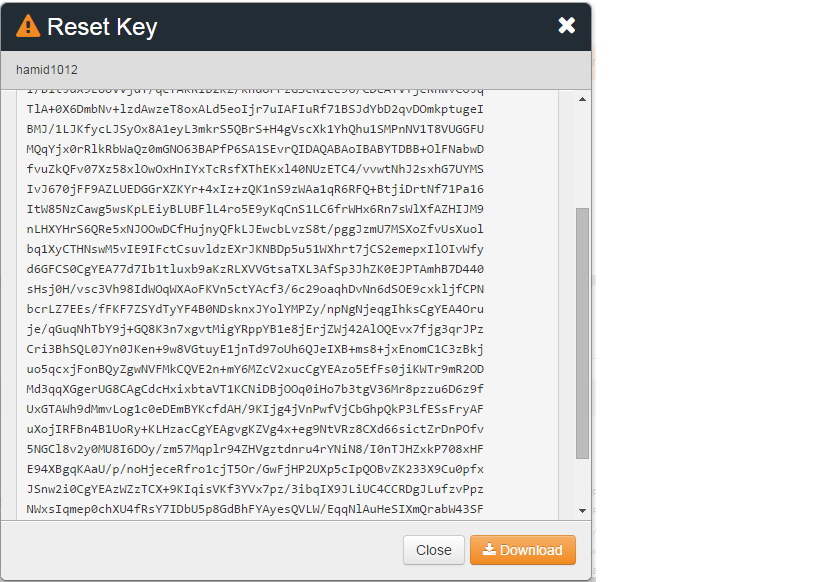 Reset Key
hamid1012
TlA+0X6DmbNv+lzdAwzeT8oxALd5eoIjr7uIAFIuRf71BSJdYbD2qvDOmkptugeI
BMJ/1LJKfycLJSyOx8A1eyL3mkrS5QBrS+H4gVscXk1YhQhu1SMPnNV1T8VUGGFU
MQqYjx0rRlkRbWaQz0mGNO63BAPfP6SA1SEvrQIDAQABAoIBABYTDBB+OlFNabwD
fvuZkQFv07Xz58xlOwOxHnIYxTcRsfXThEKxl40NUzETC4/vvwtNhJ2sxhG7UYMS
IvJ670jFF9AZLUEDGGrXZKYr+4xIz+zQK1nS9zWAa1qR6RFQ+BtjiDrtNf71Pa16
ItW85NzCawg5wsKpLEiyBLUBFlL4ro5E9yKqCnS1LC6frWHx6Rn7sWlXfAZHIJM9
nLHXYHrS6QRe5xNJOOwDCfHujnyQFkLJEwcbLvzS8t/pggJzmU7MSXoZfvUsXuol
bq1XyCTHNswM5vIE9IFctCsuvldzEXrJKNBDp5u51WXhrt7jCS2emepxIlOIvWfy
d6GFCS0CgYEA77d7Ib1tluxb9aKzRLXVVGtsaTXL3AfSp3JhZK0EJPTAmhB7D440
sHsj0H/vsc3Vh98IdWOqWXAoFKVn5ctYAcf3/6c29oaqhDvNn6dSOE9cxkljfCPN
bcrLZ7EEs/fFKF7ZSYdTyYF4B0NDsknxJYolYMPZy/npNgNjeqgIhksCgYEA4Oru
je/qGuqNhTbY9j+GQ8K3n7xgvtMigYRppYB1e8jErjZWj42AlOQEvx7fjg3qrJPz
Cri3BhSQL0JYn0JKen+9w8VGtuyE1jnTd97oUh6QJeIXB+ms8+jxEnomC1C3zBkj
uo5qcxjFonBQyZgwNVFMkCQVE2n+mY6MZcV2xucCgYEAzo5EfFs0jiKWTr9mR2OD
Md3qqXGgerUG8CAgCdcHxixbtaVT1KCNiDBjOOq0iHo7b3tgV36Mr8pzzu6D6z9f
UxGTAWh9dMmvLog1c0eDEmBYKcfdAH/9KIjg4jVnPwfVjCbGhpQkP3LfESsFryAF
uXojIRFBn4B1UoRy+KLHzacCgYEAgvgKZVg4x+eg9NtVRz8CXd66sictZrDnPOfv
5NGCl8v2y0MU8I6DOy/zm57Mqplr94ZHVgztdnru4rYNiN8/I0nTJHZxkP708xHF
E94XBgqKAaU/p/noHjeceRfro1cjT5Or/GwFjHP2UXp5cIpQOBvZK233X9Cu0pfx
JSnw2i0CgYEAzWZzTCX+9KIqisVKf3YVx7pz/3ibqIX9JLiUC4CCRDgJLufzvPpz
NWxsIqmep0chXU4fRsY7IDbU5p8GdBhFYAyesQVLW/EqqNlAuHeSIXmQrabW43SF
Close
Download